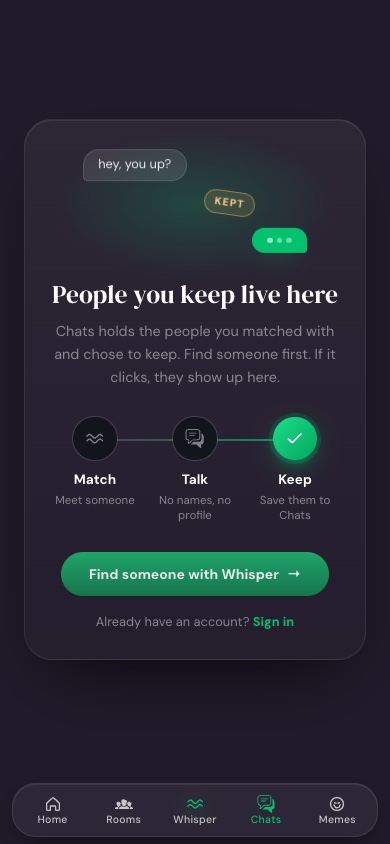 hey, you up?
KEPT
People you keep live here
Chats holds the people you matched with
and chose to keep. Find someone first. If it
clicks, they show up here.
Match
Talk
Keep
Meet someone
No names, no
profile
Save them to
Chats
Find someone with Whisper →
Already have an account? Sign in
Home
Rooms
Whisper
Chats
Memes